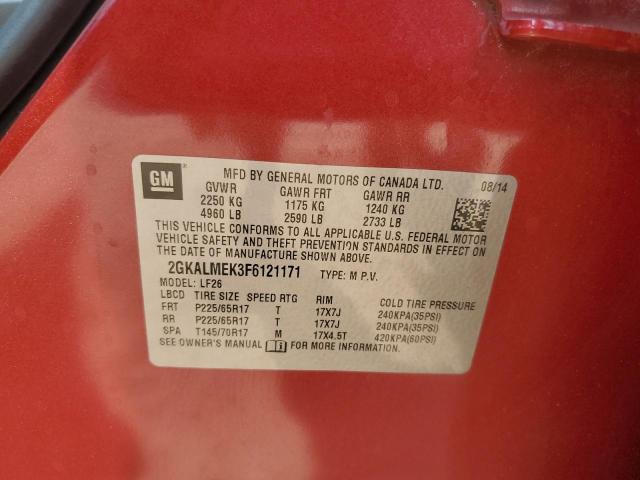 GM
MFD BY GENERAL MOTORS OF CANADA LTD. 08/14
GVWR GAWR FRT GAWR RR
2250 KG 1175 KG 1240 KG
4960 LB 2590 LB 2733 LB
THIS VEHICLE CONFORMS TO ALL APPLICABLE U.S. FEDERAL MOTOR
VEHICLE SAFETY AND THEFT PREVENTION STANDARDS IN EFFECT ON
THE DATE OF MANUFACTURE SHOWN ABOVE.
2GKALMEK3F6121171 TYPE: M P.V.
MODEL: LF26
LBCD TIRE SIZE SPEED RTG RIM COLD TIRE PRESSURE
FRT P225/65R17 T 17X7J 240KPA(35PSI)
RR P225/65R17 T 17X7J 240KPA(35PSI)
SPA T145/70R17 M 17X4.5T 420KPA(60PSI)
SEE OWNER'S MANUAL FOR MORE INFORMATION.